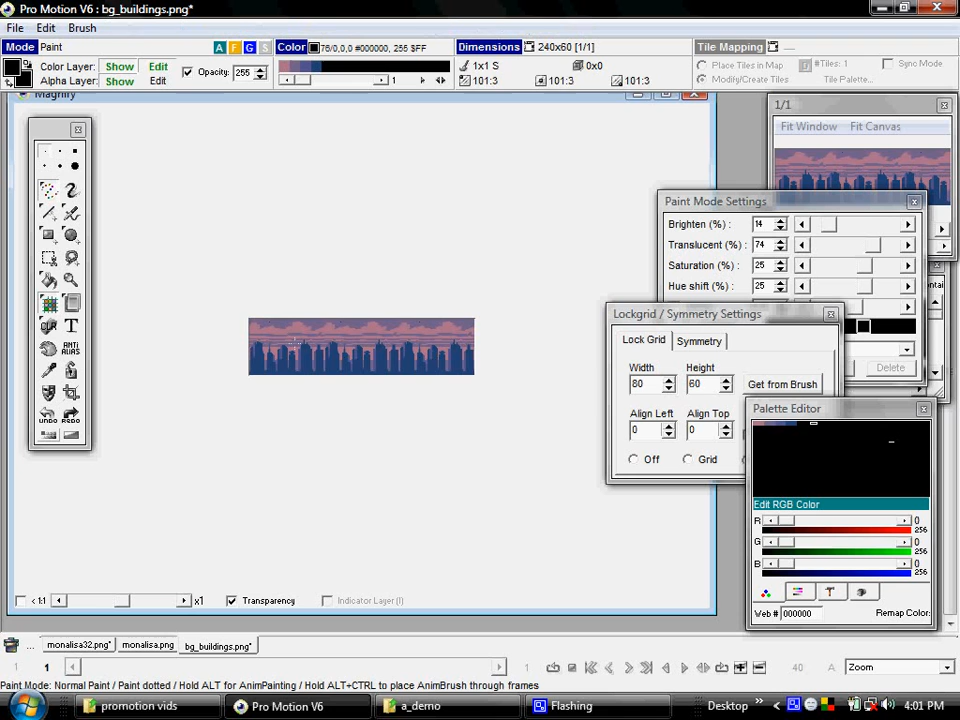 Pro Motion V6 : bg_buildings.png*
File Edit Brush
Mode Paint A F G S Color 76/0,0,0 #000000, 255 $FF Dimensions 240x60 [1/1] Tile Mapping ---
Color Layer: Show Edit Opacity: 255 1x1 S 0x0 Place Tiles in Map #Tiles: 1 Sync Mode
Alpha Layer: Show Edit 1 101:3 101:3 101:3 Modify/Create Tiles Tile Palette...
Magnify
1/1
Fit Window Fit Canvas
Paint Mode Settings
Brighten (%) : 14
Translucent (%) : 74
Saturation (%) : 25
Hue shift (%) : 25
Delete
Lockgrid / Symmetry Settings
Lock Grid Symmetry
Width Height
80 60 Get from Brush
Align Left Align Top
0 0
Off Grid
Palette Editor
Edit RGB Color
R 0
256
G 0
256
B 0
256
Web # 000000 Remap Color:
CLR T
ANTI ALIAS
UNDO REDO
< 1:1 x1 Transparency Indicator Layer (I)
... monalisa32.png* monalisa.png bg_buildings.png*
1 1 1 40 A Zoom
Paint Mode: Normal Paint / Paint dotted / Hold ALT for AnimPainting / Hold ALT+CTRL to place AnimBrush through frames
promotion vids Pro Motion V6 a_demo Flashing Desktop 4:01 PM